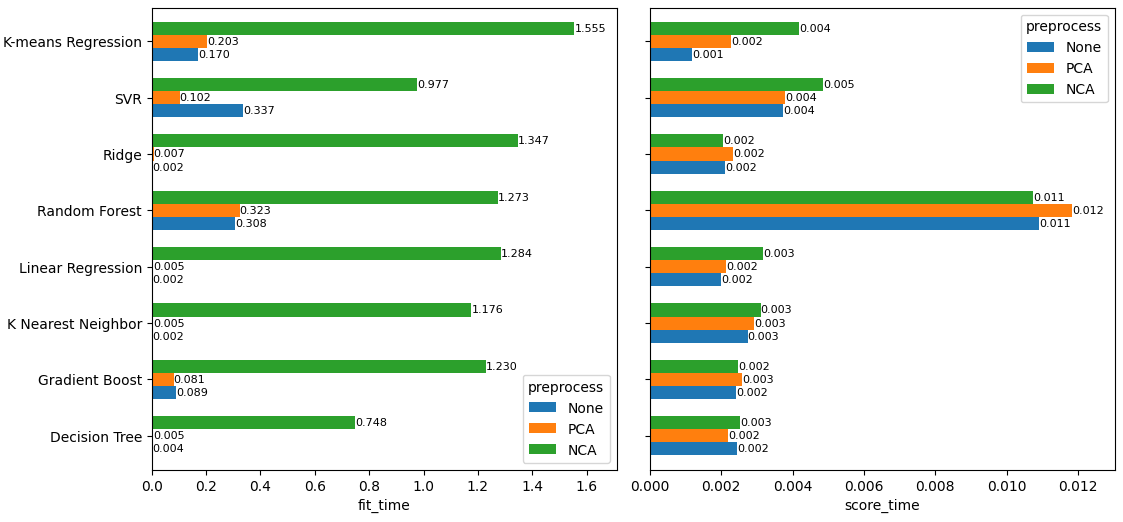 K-means Regression
1.555
0.203
0.170
SVR
0.977
0.102
0.337
Ridge
1.347
0.007
0.002
Random Forest
1.273
0.323
0.308
Linear Regression
1.284
0.005
0.002
K Nearest Neighbor
1.176
0.005
0.002
Gradient Boost
1.230
0.081
0.089
Decision Tree
0.748
0.005
0.004
preprocess
None
PCA
NCA
0.0 0.2 0.4 0.6 0.8 1.0 1.2 1.4 1.6
fit_time
0.004
0.002
0.001
0.005
0.004
0.004
0.002
0.002
0.002
0.011
0.012
0.011
0.003
0.002
0.002
0.003
0.003
0.003
0.002
0.003
0.002
0.003
0.002
0.002
preprocess
None
PCA
NCA
0.000 0.002 0.004 0.006 0.008 0.010 0.012
score_time